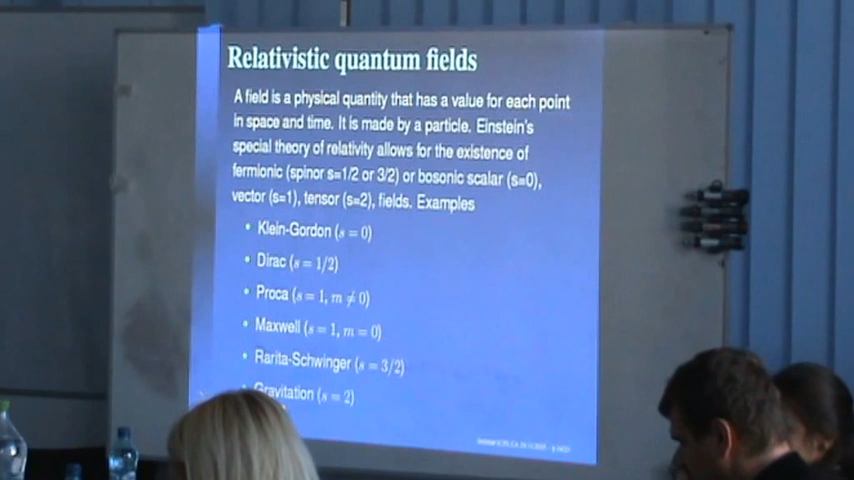 Relativistic quantum fields
A field is a physical quantity that has a value for each point
in space and time. It is made by a particle. Einstein's
special theory of relativity allows for the existence of
fermionic (spinor s=1/2 or 3/2) or bosonic scalar (s=0),
vector (s=1), tensor (s=2), fields. Examples
• Klein-Gordon (s = 0)
• Dirac (s = 1/2)
• Proca (s = 1, m ≠ 0)
• Maxwell (s = 1, m = 0)
• Rarita-Schwinger (s = 3/2)
Gravitation (s = 2)